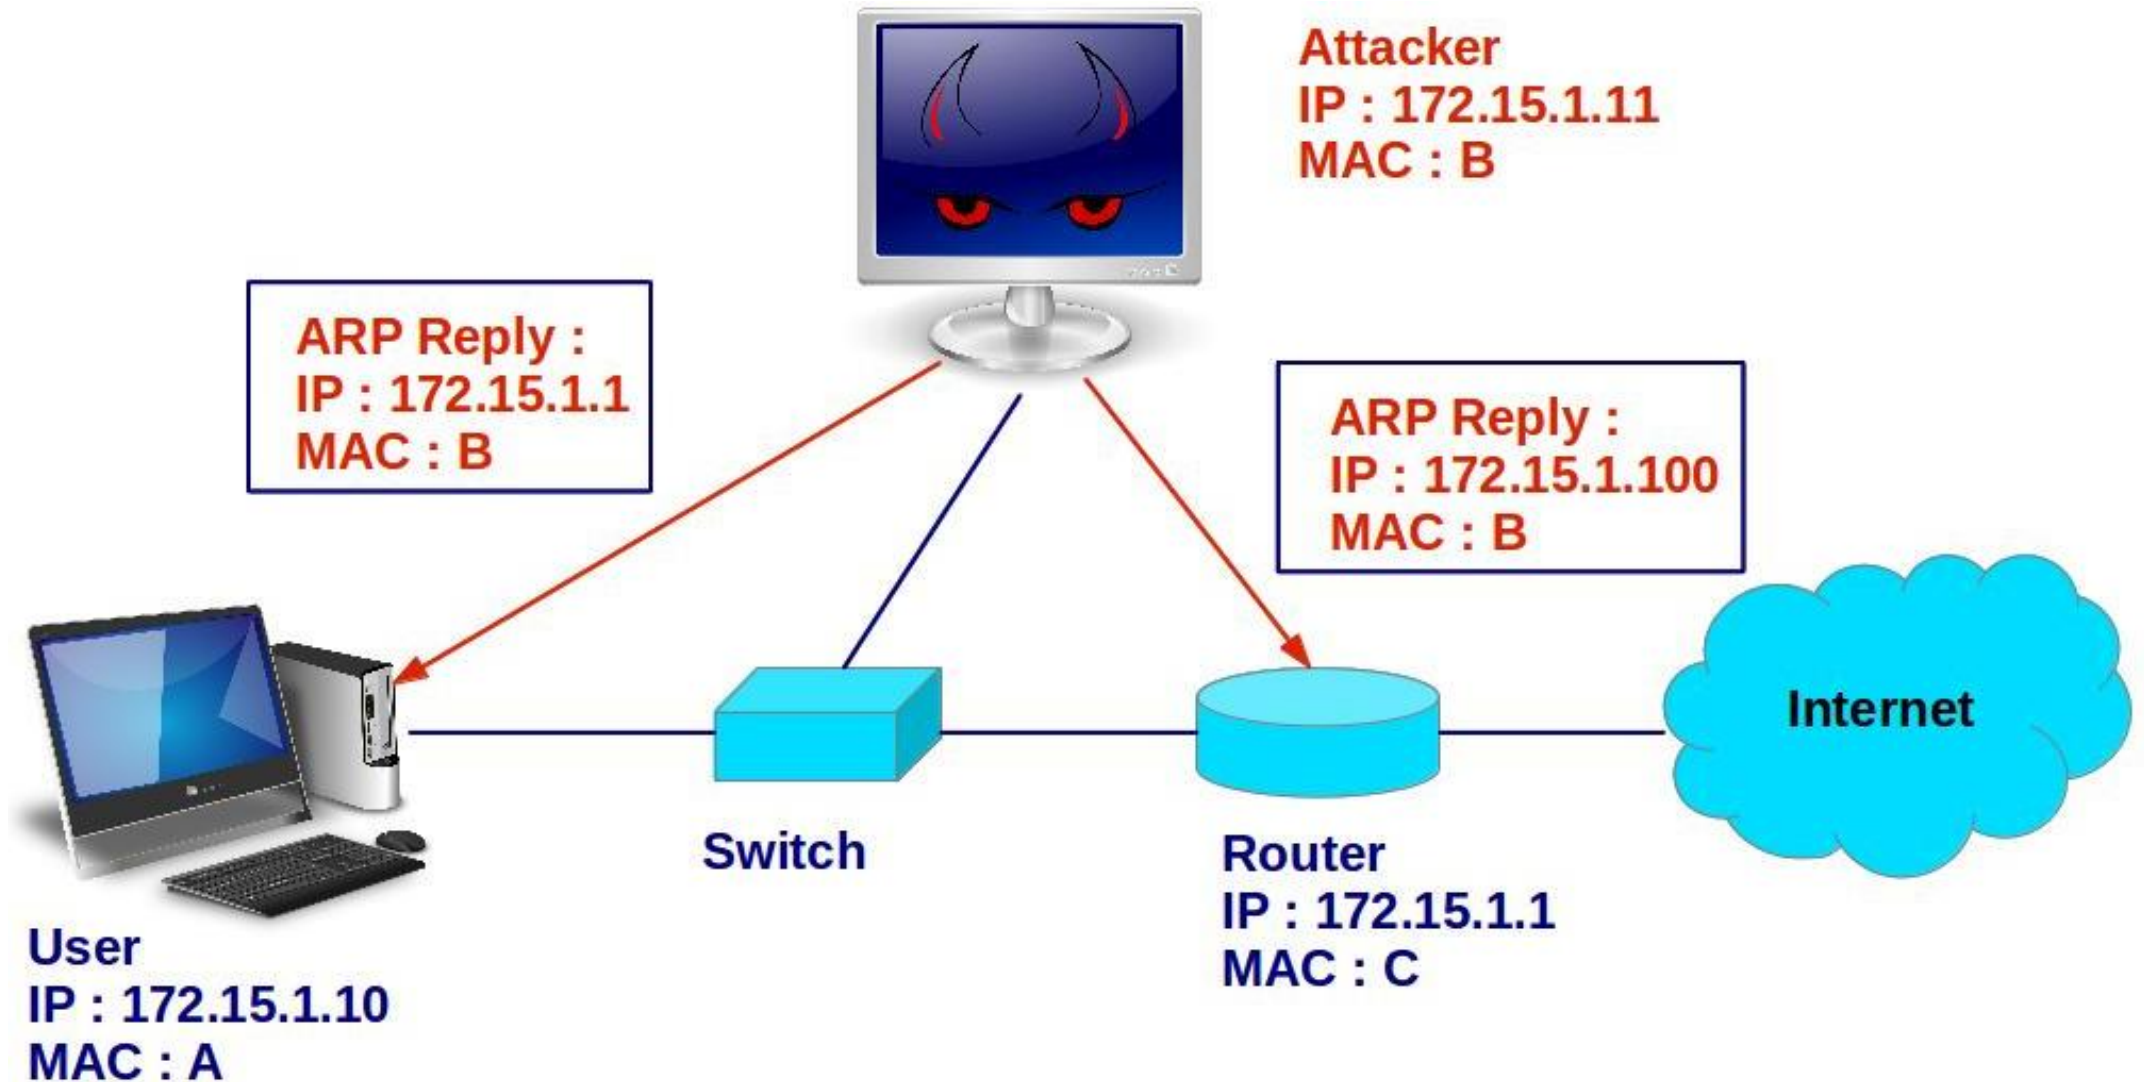 Attacker
IP : 172.15.1.11
MAC : B
ARP Reply :
IP : 172.15.1.1
MAC : B
ARP Reply :
IP : 172.15.1.100
MAC : B
Internet
Switch
Router
IP : 172.15.1.1
MAC : C
User
IP : 172.15.1.10
MAC : A